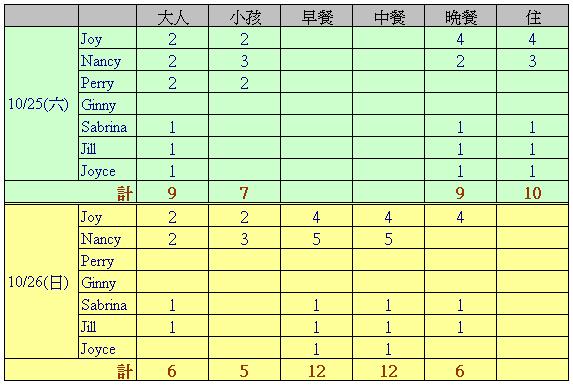 大人 小孩 早餐 中餐 晚餐 住
10/25(六)
Joy 2 2 4 4
Nancy 2 3 2 3
Perry 2 2
Ginny
Sabrina 1 1 1
Jill 1 1 1
Joyce 1 1 1
計 9 7 9 10
10/26(日)
Joy 2 2 4 4 4
Nancy 2 3 5 5
Perry
Ginny
Sabrina 1 1 1 1
Jill 1 1 1 1
Joyce 1 1
計 6 5 12 12 6